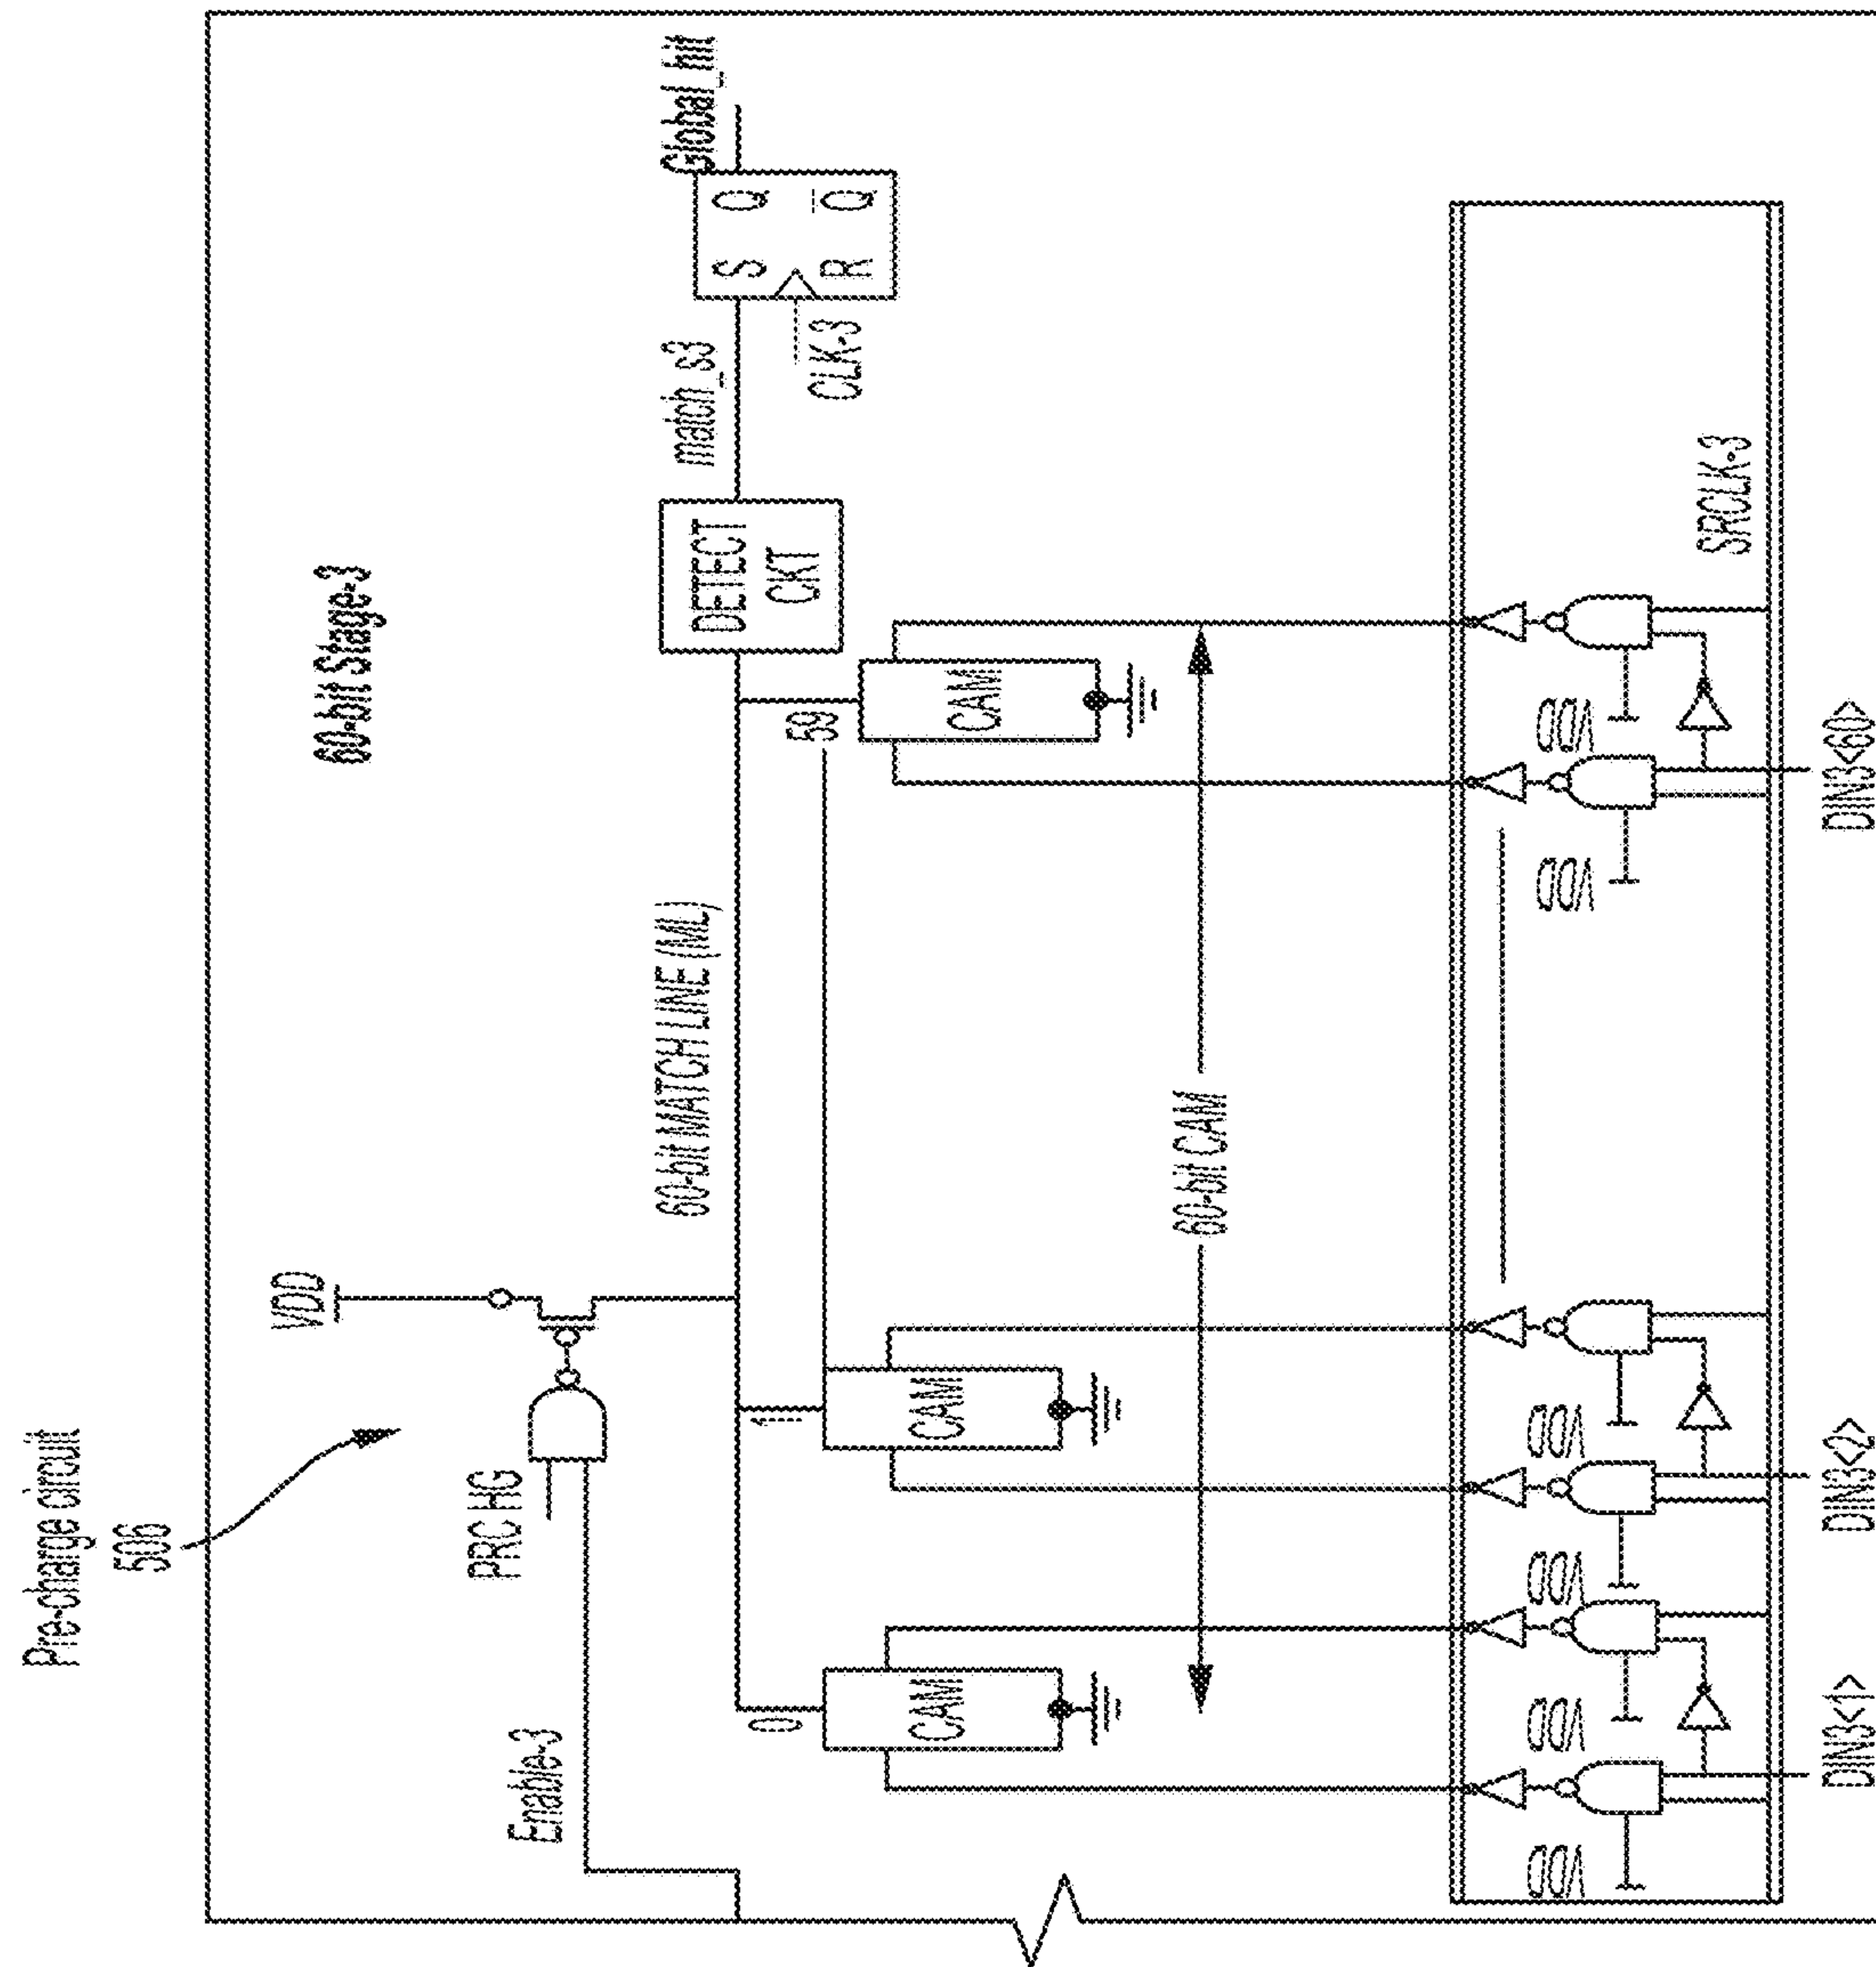 Pre-charge circuit
506
60-bit Stage-3
VDD
PRC HG
Enable-3
60-bit MATCH LINE (ML)
DETECT
CKT
match_s3
S Q
R Q
CLK-3
Global_hit
0
1
59
CAM
CAM
CAM
60-bit CAM
VDD
VDD
VDD
VDD
VDD
VDD
SRCLK-3
DIN3<1>
DIN3<2>
DIN3<60>